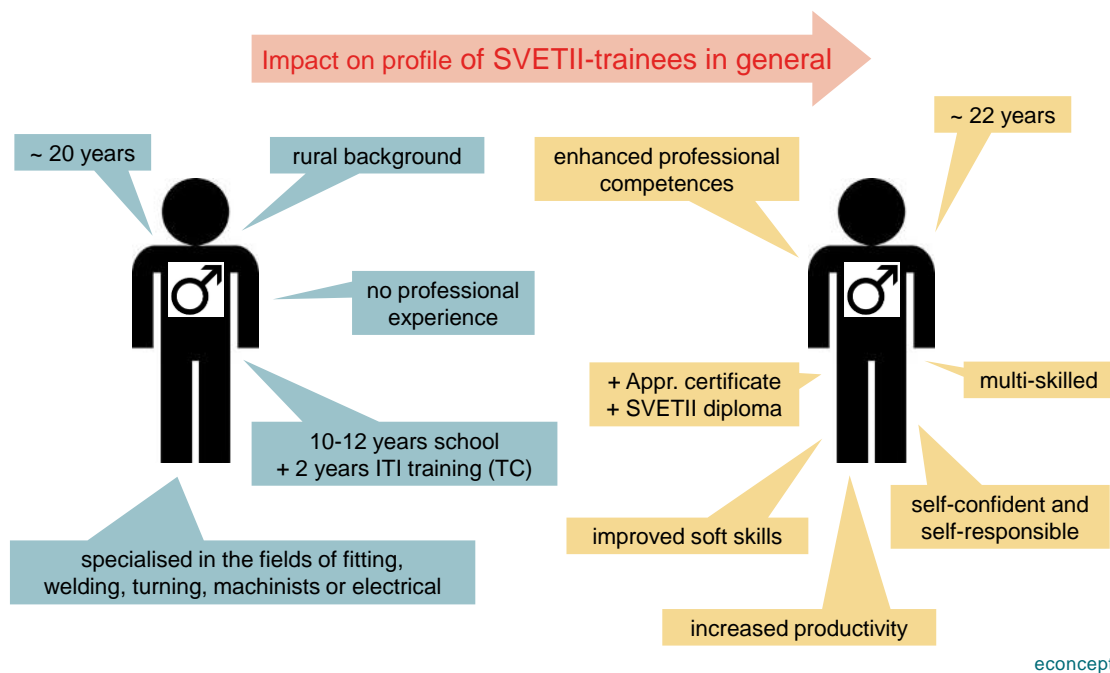 Impact on profile of SVETII-trainees in general
~ 20 years
rural background
no professional
experience
10-12 years school
+ 2 years ITI training (TC)
specialised in the fields of fitting,
welding, turning, machinists or electrical
enhanced professional
competences
~ 22 years
+ Appr. certificate
+ SVETII diploma
multi-skilled
improved soft skills
self-confident and
self-responsible
increased productivity
econcept